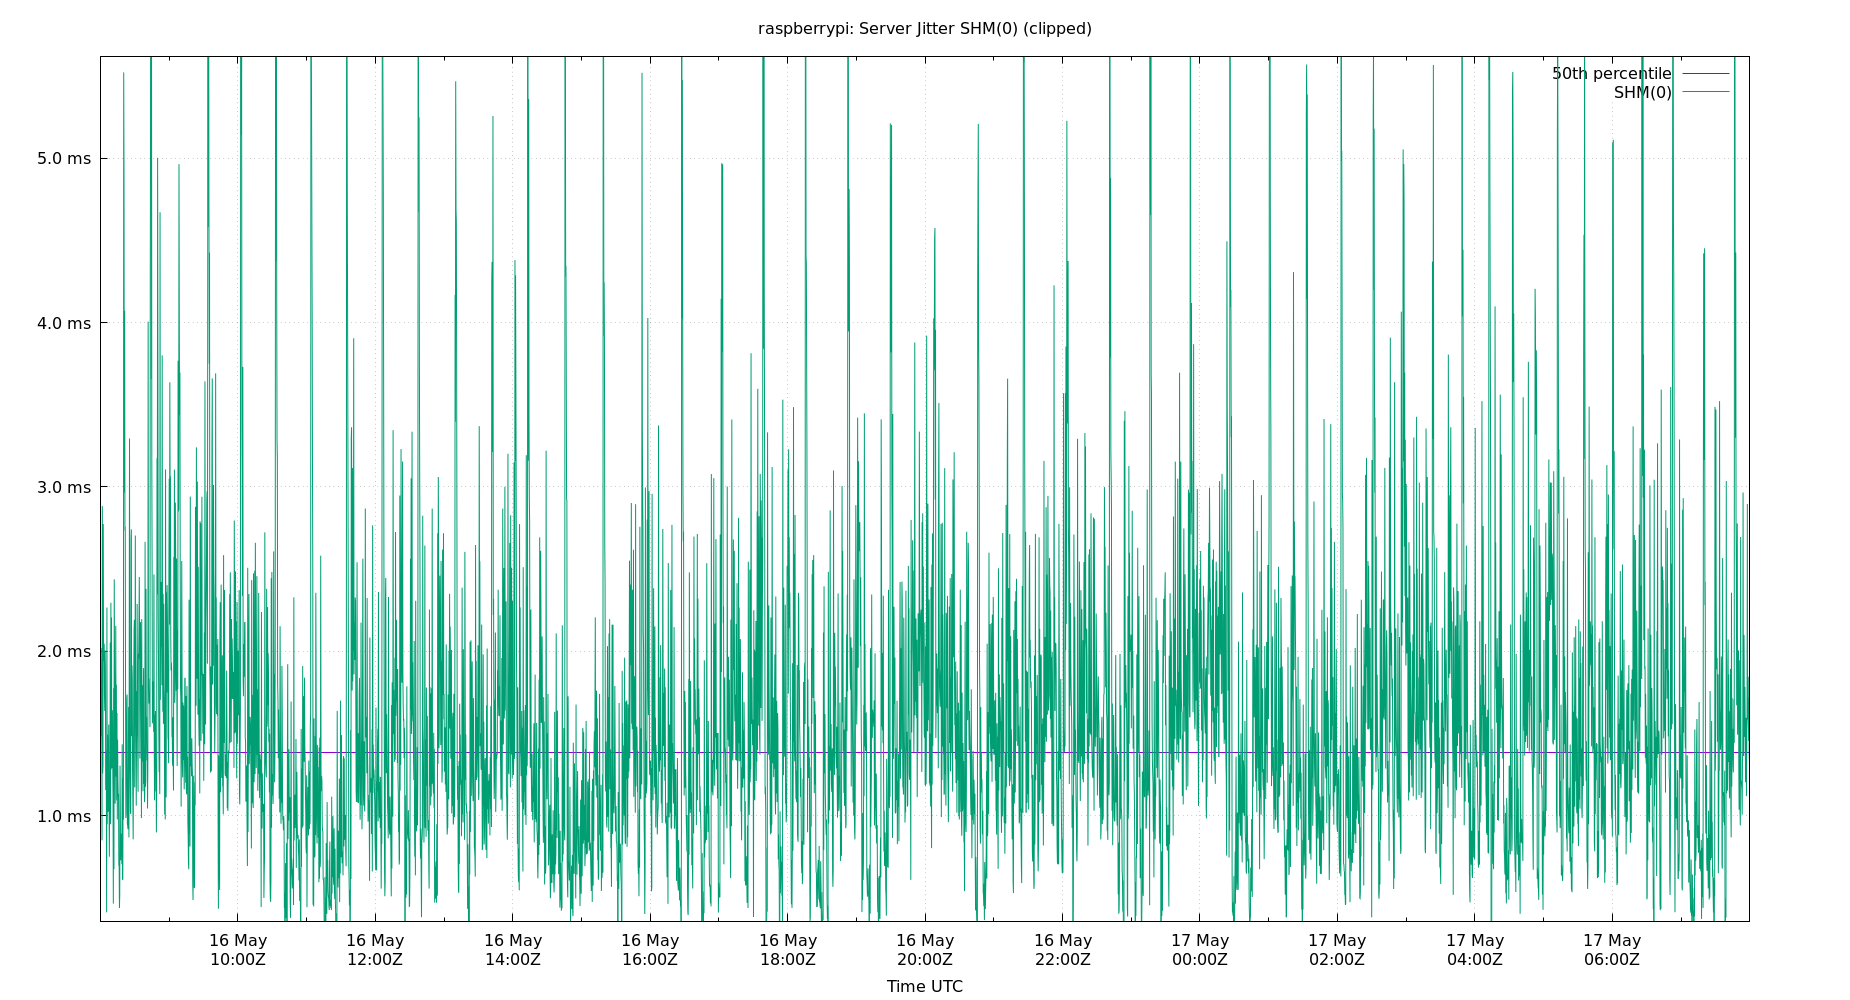 raspberrypi: Server Jitter SHM(0) (clipped)
50th percentile
SHM(0)
5.0 ms
4.0 ms
3.0 ms
2.0 ms
1.0 ms
16 May 16 May 16 May 16 May 16 May 16 May 16 May 17 May 17 May 17 May 17 May
10:00Z 12:00Z 14:00Z 16:00Z 18:00Z 20:00Z 22:00Z 00:00Z 02:00Z 04:00Z 06:00Z
Time UTC